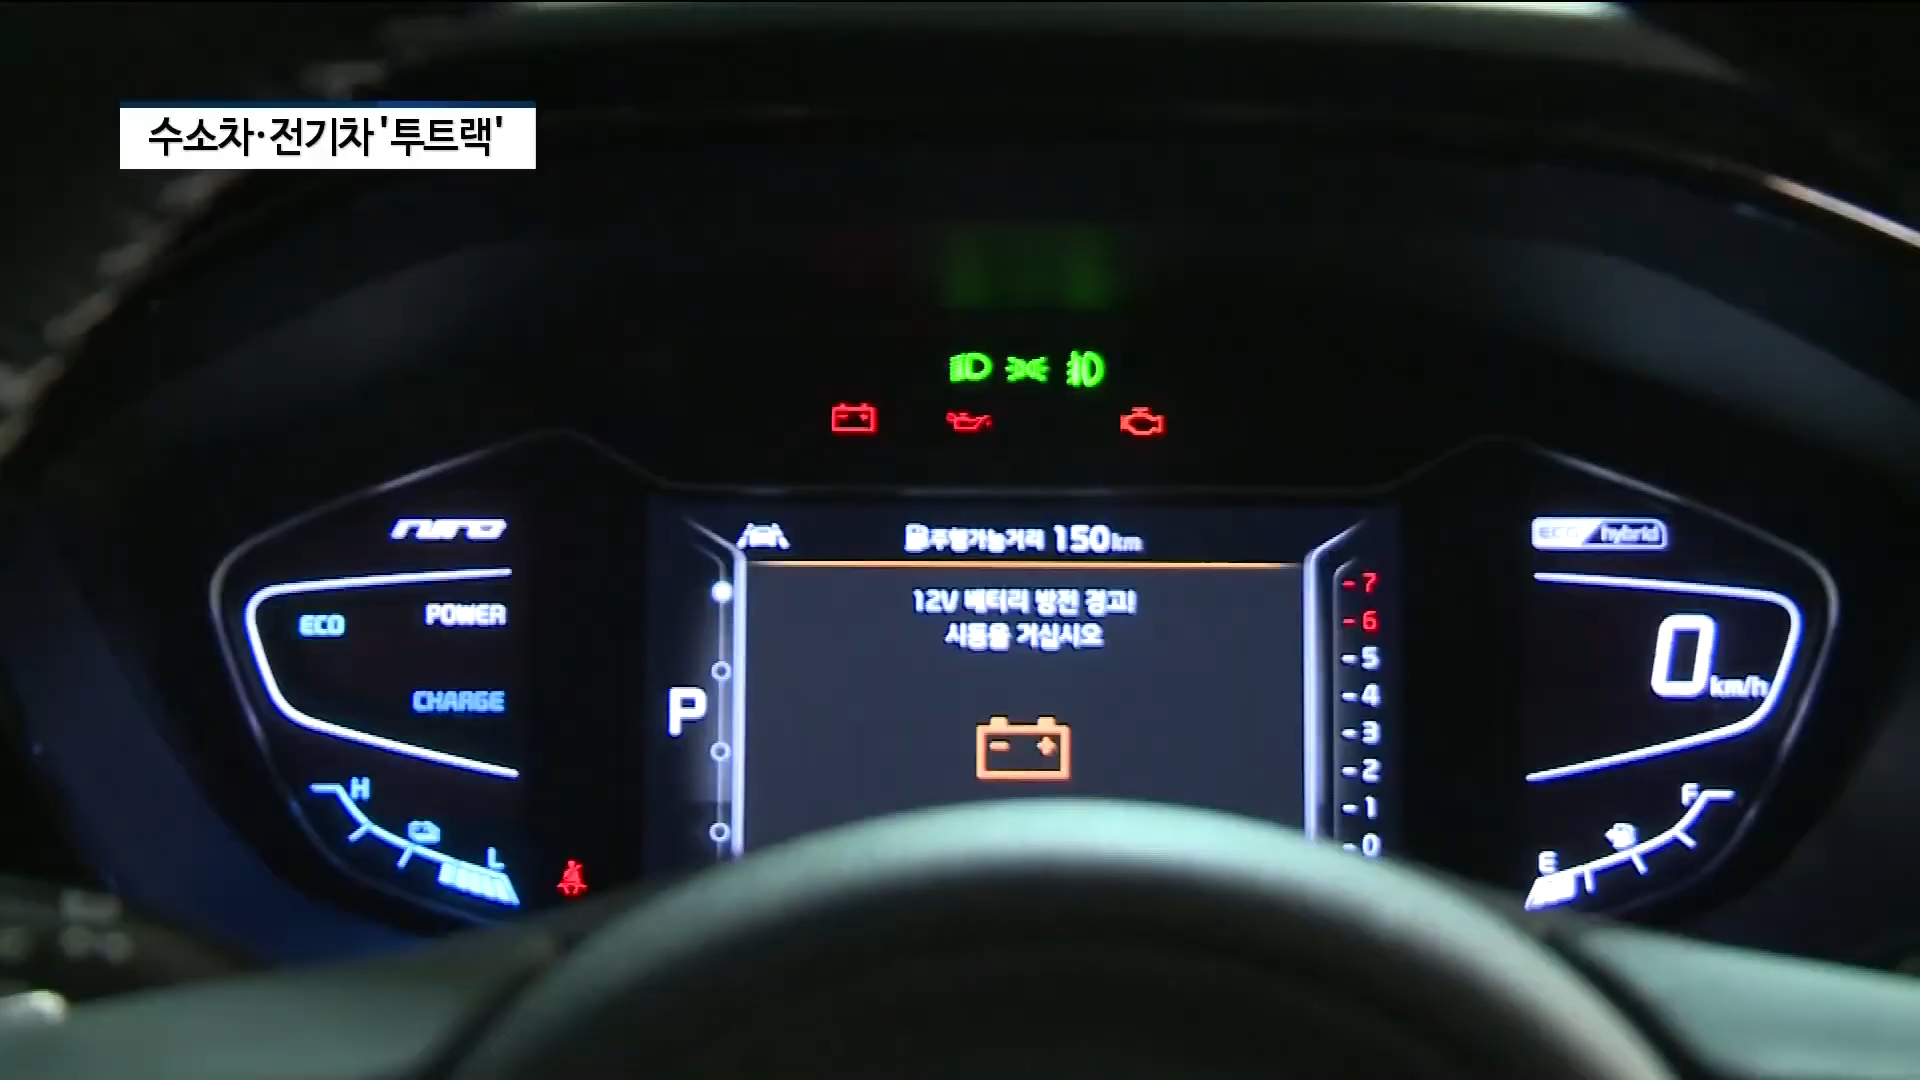 수소차·전기차 '투트랙'
niro
주행가능거리 150km
ECO hybrid
12V 배터리 방전 경고!
시동을 거십시오
ECO
POWER
CHARGE
P
-7
-6
-5
-4
-3
-2
-1
-0
0 km/h
H
L
F
E